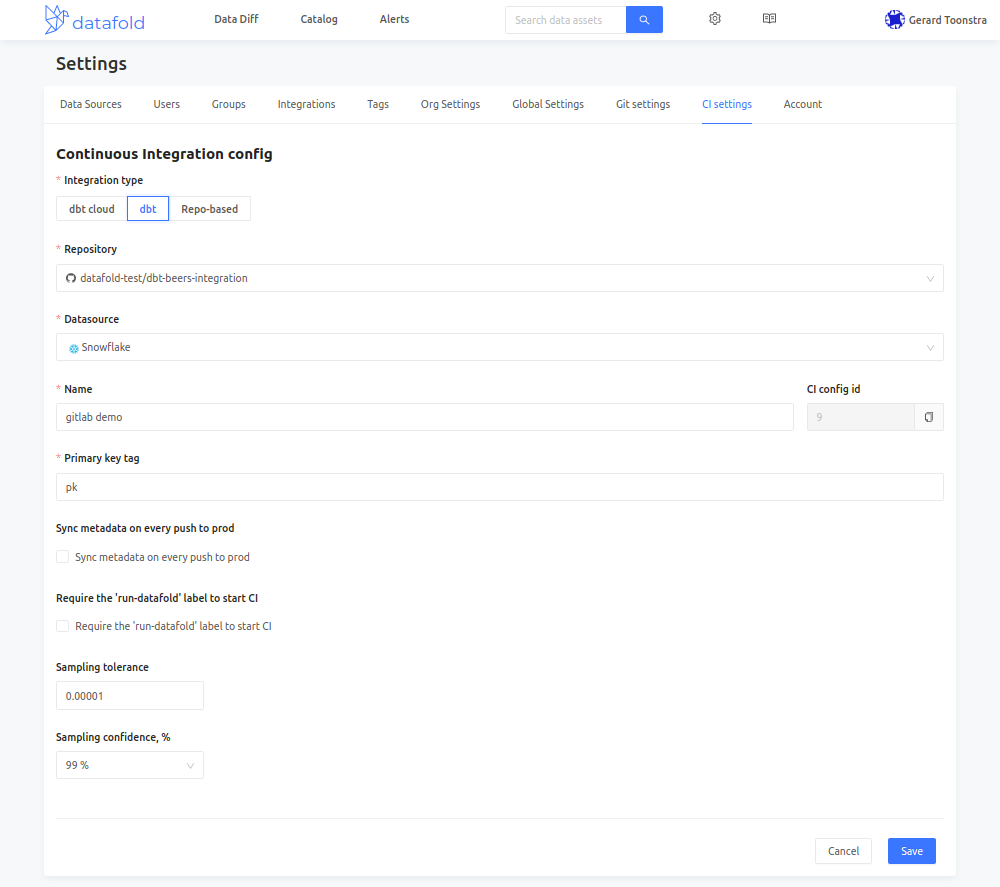 datafold Data Diff Catalog Alerts Search data assets Gerard Toonstra
Settings
Data Sources Users Groups Integrations Tags Org Settings Global Settings Git settings CI settings Account
Continuous Integration config
* Integration type
dbt cloud dbt Repo-based
* Repository
datafold-test/dbt-beers-integration
* Datasource
Snowflake
* Name CI config id
gitlab demo 9
* Primary key tag
pk
Sync metadata on every push to prod
Sync metadata on every push to prod
Require the 'run-datafold' label to start CI
Require the 'run-datafold' label to start CI
Sampling tolerance
0.00001
Sampling confidence, %
99 %
Cancel Save